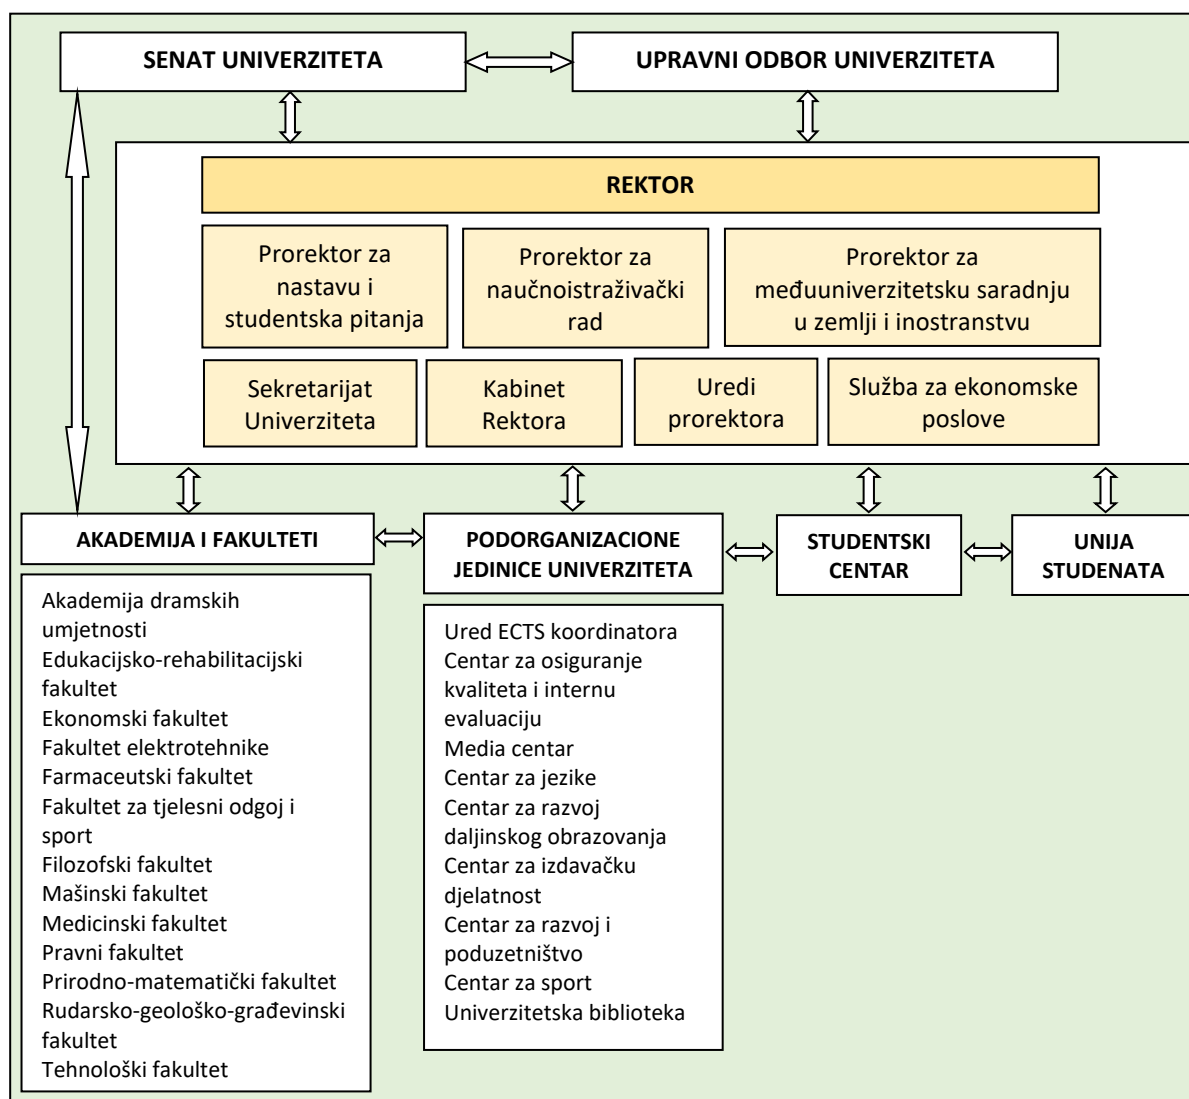 SENAT UNIVERZITETA
UPRAVNI ODBOR UNIVERZITETA
REKTOR
Prorektor za
nastavu i
studentska pitanja
Prorektor za
naučnoistraživački
rad
Prorektor za
međuuniverzitetsku saradnju
u zemlji i inostranstvu
Sekretarijat
Univerziteta
Kabinet
Rektora
Uredi
prorektora
Služba za ekonomske
poslove
AKADEMIJA I FAKULTETI
PODORGANIZACIONE
JEDINICE UNIVERZITETA
STUDENTSKI
CENTAR
UNIJA
STUDENATA
Akademija dramskih
umjetnosti
Edukacijsko-rehabilitacijski
fakultet
Ekonomski fakultet
Fakultet elektrotehnike
Farmaceutski fakultet
Fakultet za tjelesni odgoj i
sport
Filozofski fakultet
Mašinski fakultet
Medicinski fakultet
Pravni fakultet
Prirodno-matematički fakultet
Rudarsko-geološko-građevinski
fakultet
Tehnološki fakultet
Ured ECTS koordinatora
Centar za osiguranje
kvaliteta i internu
evaluaciju
Media centar
Centar za jezike
Centar za razvoj
daljinskog obrazovanja
Centar za izdavačku
djelatnost
Centar za razvoj i
poduzetništvo
Centar za sport
Univerzitetska biblioteka